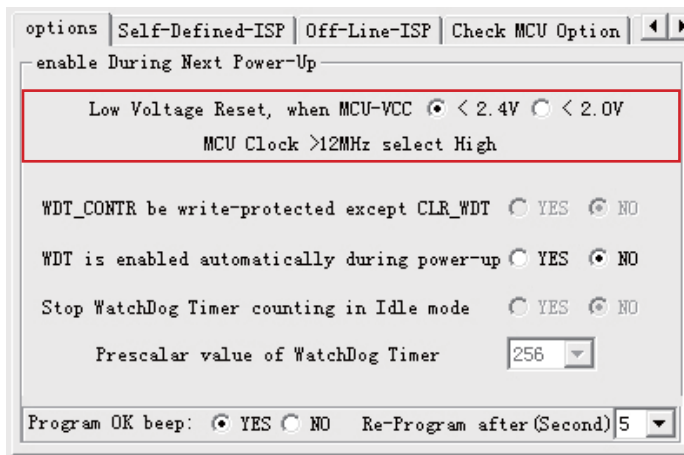 options Self-Defined-ISP Off-Line-ISP Check MCU Option
enable During Next Power-Up
Low Voltage Reset, when MCU-VCC < 2.4V < 2.0V
MCU Clock >12MHz select High
WDT_CONTR be write-protected except CLR_WDT YES NO
WDT is enabled automatically during power-up YES NO
Stop WatchDog Timer counting in Idle mode YES NO
Prescalar value of WatchDog Timer 256
Program OK beep: YES NO Re-Program after(Second) 5